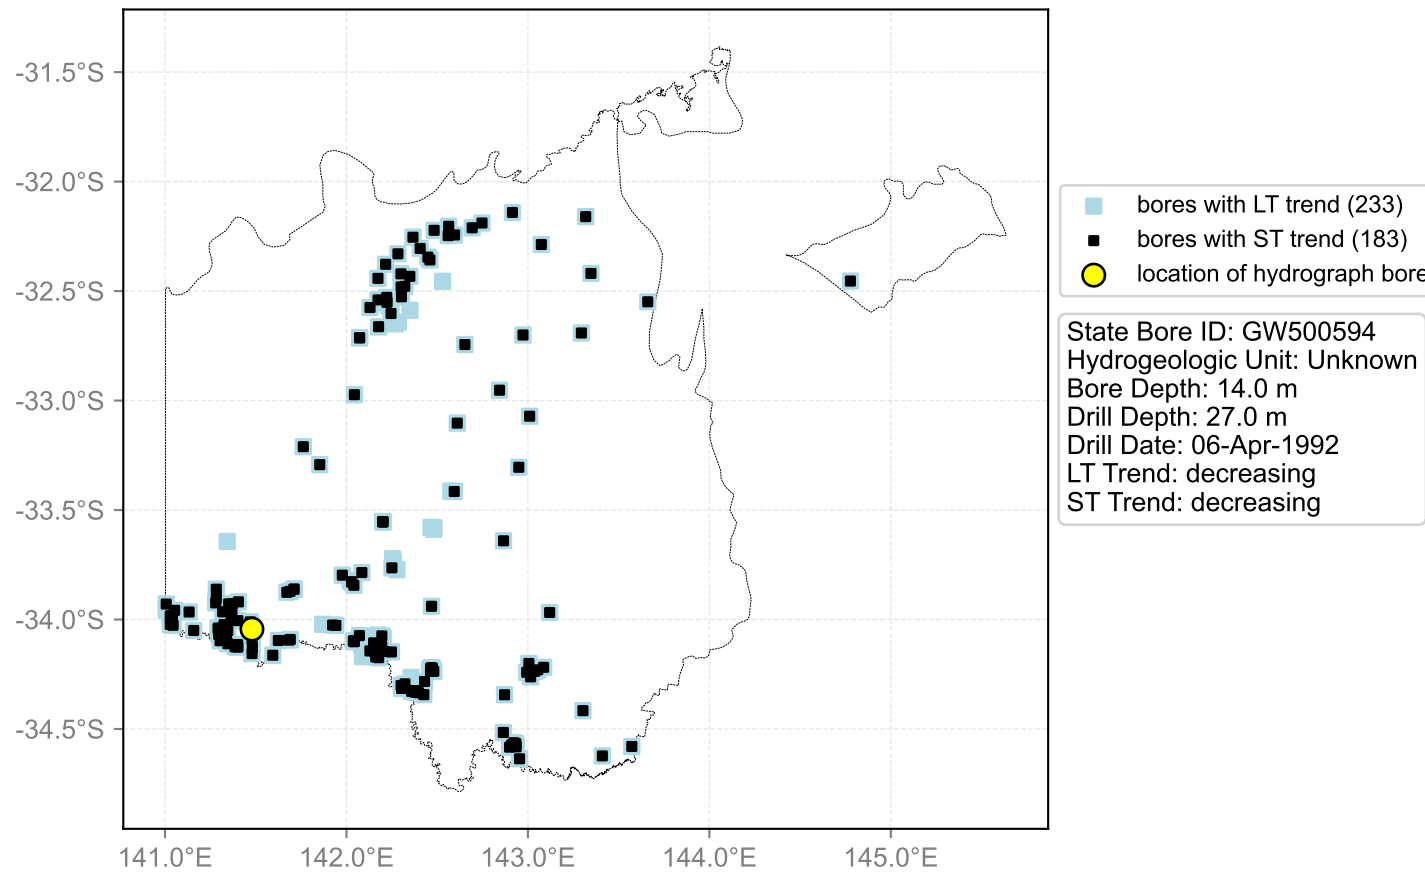 -31.5°S
-32.0°S
-32.5°S
-33.0°S
-33.5°S
-34.0°S
-34.5°S
141.0°E
142.0°E
143.0°E
144.0°E
145.0°E
bores with LT trend (233)
bores with ST trend (183)
location of hydrograph bore
State Bore ID: GW500594
Hydrogeologic Unit: Unknown
Bore Depth: 14.0 m
Drill Depth: 27.0 m
Drill Date: 06-Apr-1992
LT Trend: decreasing
ST Trend: decreasing